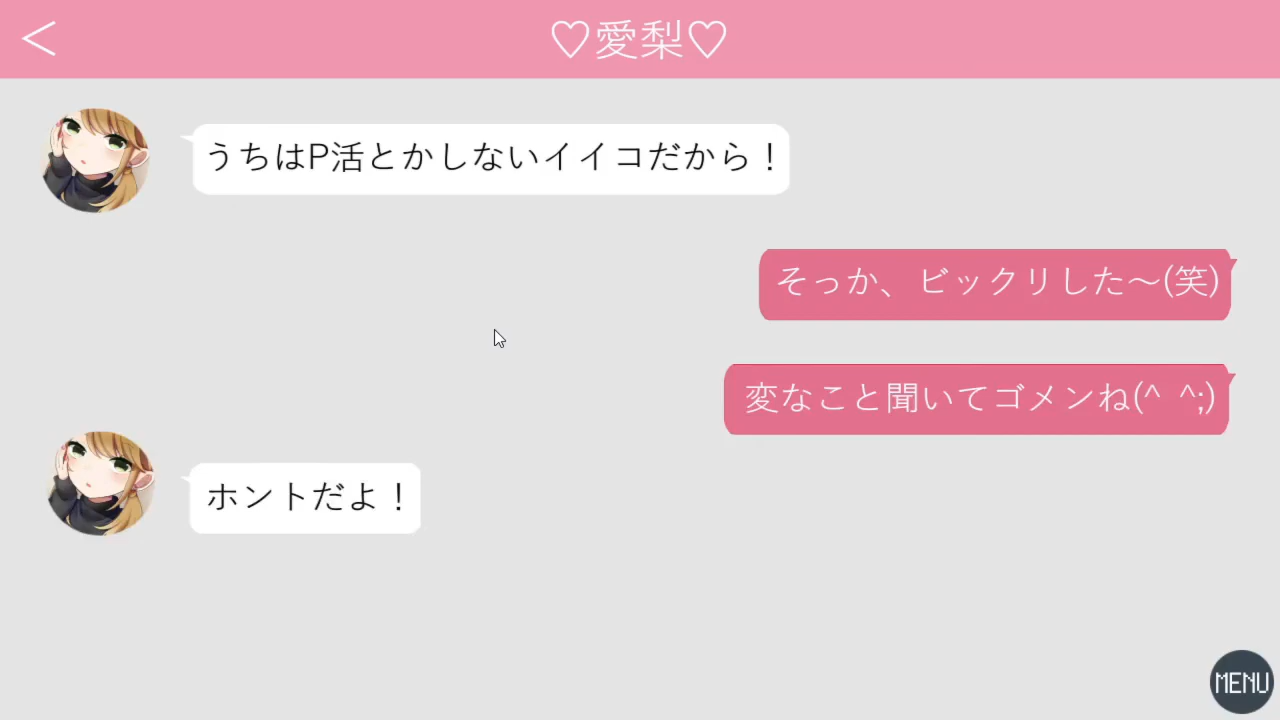 <
♡愛梨♡
うちはP活とかしないイイコだから！
そっか、ビックリした～(笑)
変なこと聞いてゴメンね(^ ^;)
ホントだよ！
MENU